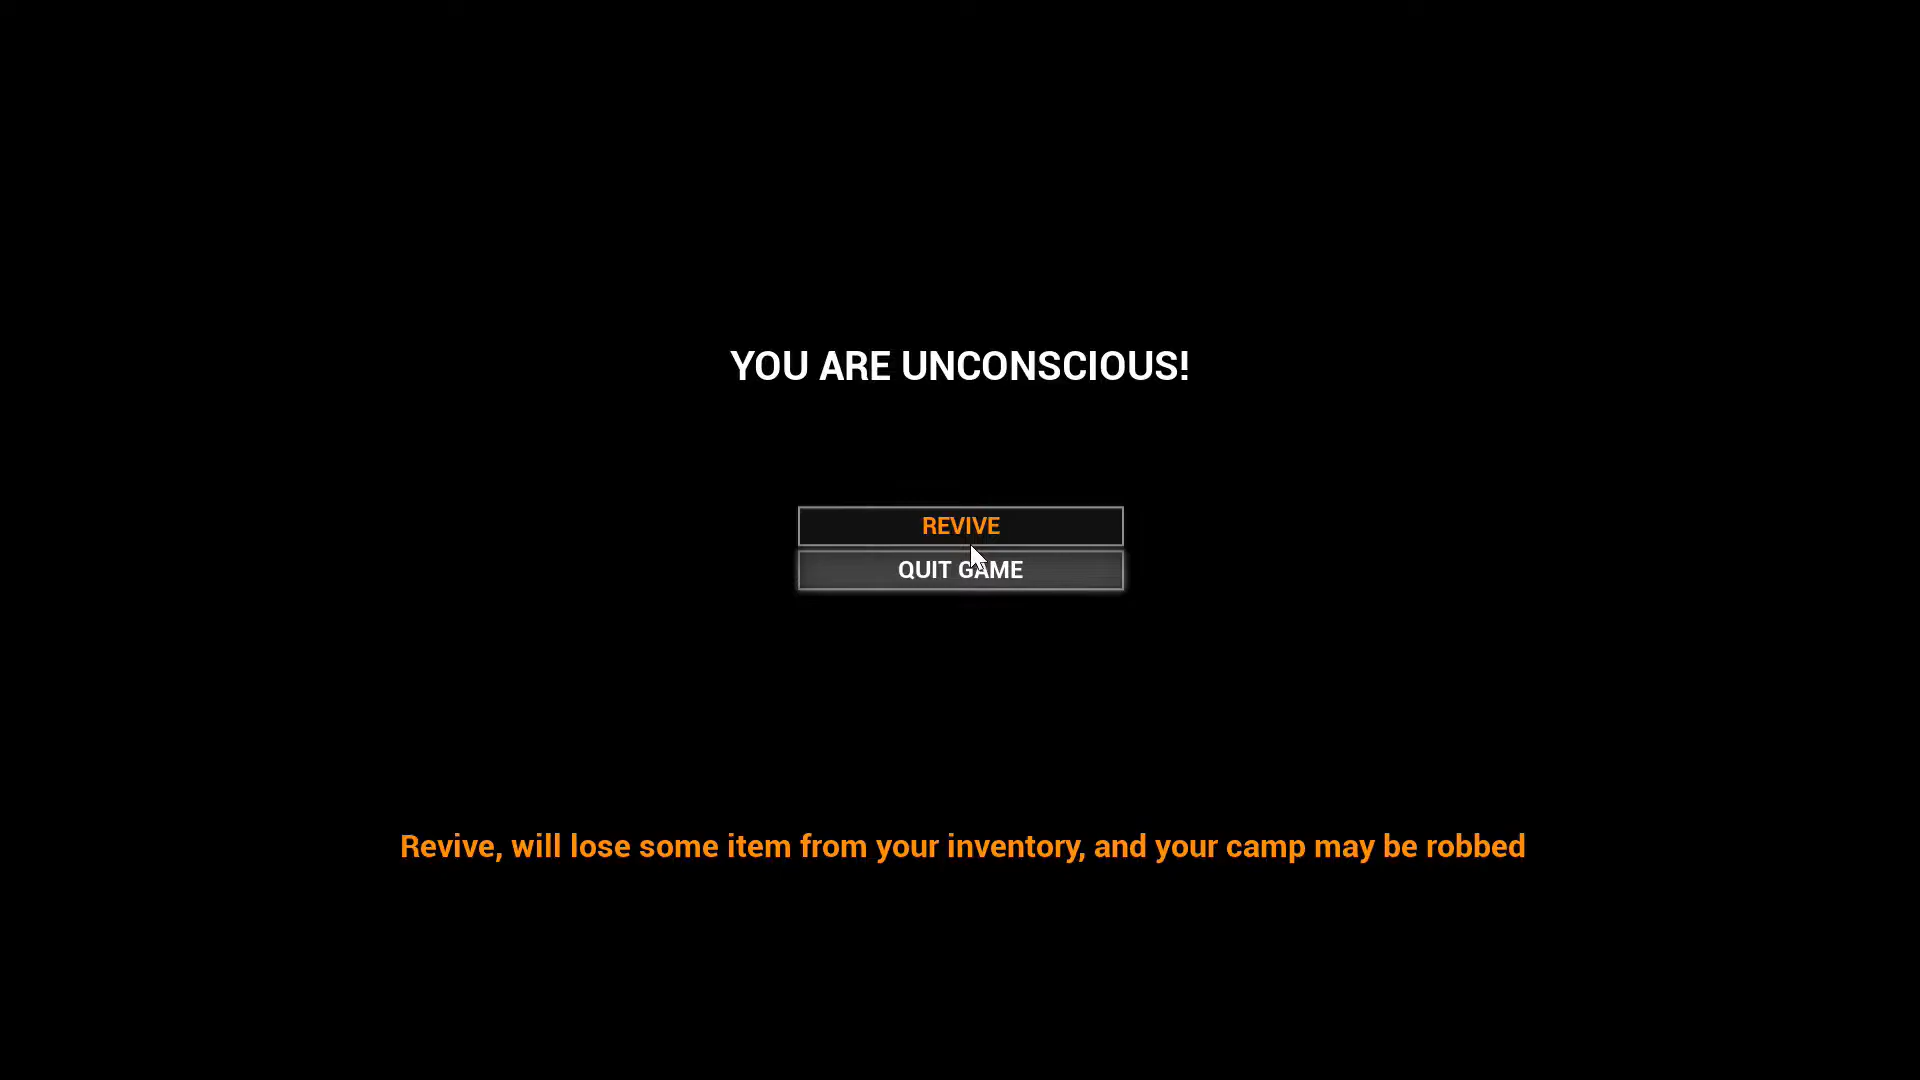 YOU ARE UNCONSCIOUS!
REVIVE
QUIT GAME
Revive, will lose some item from your inventory, and your camp may be robbed